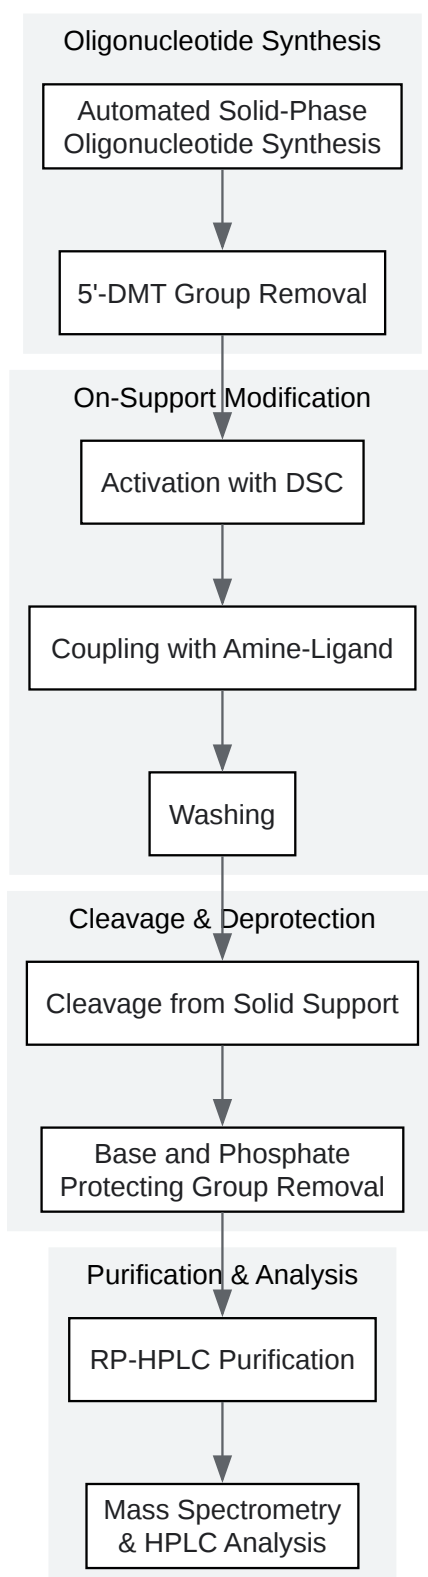 Oligonucleotide Synthesis
Automated Solid-Phase
Oligonucleotide Synthesis
5'-DMT Group Removal
On-Support Modification
Activation with DSC
Coupling with Amine-Ligand
Washing
Cleavage & Deprotection
Cleavage from Solid Support
Base and Phosphate
Protecting Group Removal
Purification & Analysis
RP-HPLC Purification
Mass Spectrometry
& HPLC Analysis